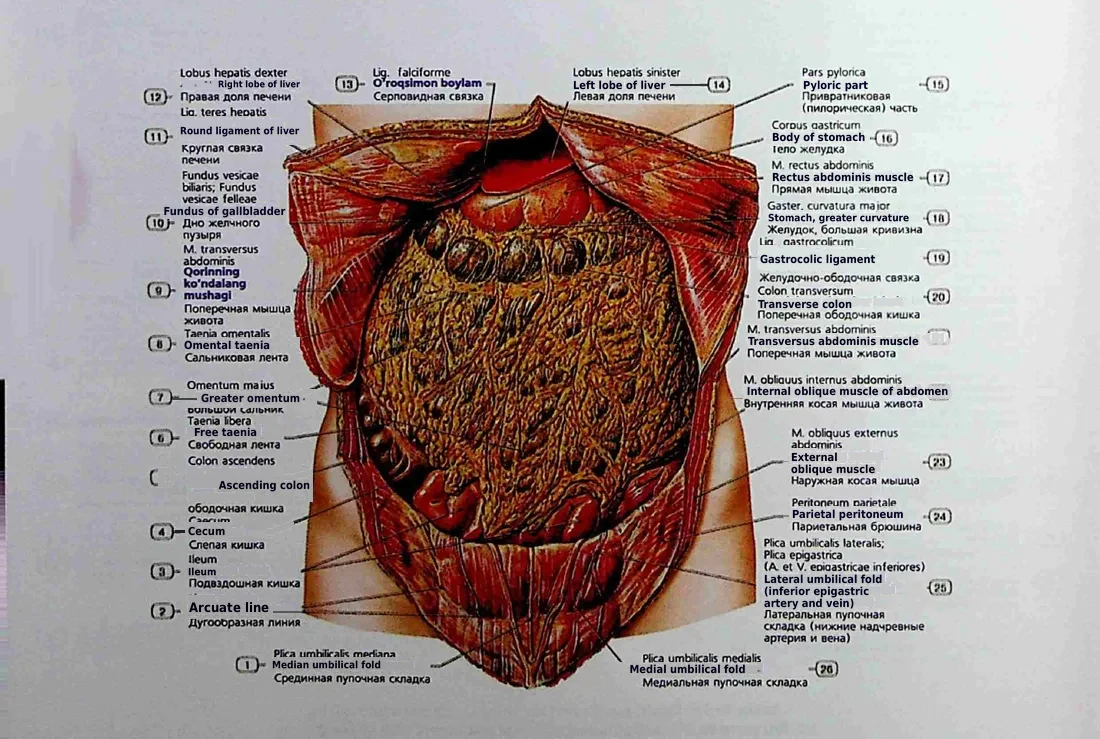 Lobus hepatis dexter
Right lobe of liver
12
Правая доля печени
Lig. teres hepatis
11
Round ligament of liver
Круглая связка
печени
Fundus vesicae
biliaris; Fundus
vesicae felleae
Fundus of gallbladder
10
Дно желчного
пузыря
M. transversus
abdominis
Qorinning
ko'ndalang
9
mushagi
Поперечная мышца
живота
Taenia omentalis
8
Omental taenia
Сальниковая лента
Omentum majus
7
Greater omentum
Большой сальник
Taenia libera
Free taenia
6
Свободная лента
Colon ascendens
Ascending colon
ободочная кишка
Caecum
4
Cecum
Слепая кишка
Ileum
3
Ileum
Подвздошная кишка
2
Arcuate line
Дугообразная линия
Plica umbilicalis mediana
1
Median umbilical fold
Срединная пупочная складка
Lig. falciforme
13
O'roqsimon boylam
Серповидная связка
Lobus hepatis sinister
Left lobe of liver
14
Левая доля печени
Pars pylorica
Pyloric part
15
Привратниковая
(пилорическая) часть
Corpus gastricum
Body of stomach
16
Тело желудка
M. rectus abdominis
Rectus abdominis muscle
17
Прямая мышца живота
Gaster, curvatura major
Stomach, greater curvature
18
Желудок, большая кривизна
Lig. gastrocolicum
Gastrocolic ligament
19
Желудочно-ободочная связка
Colon transversum
20
Transverse colon
Поперечная ободочная кишка
M. transversus abdominis
Transversus abdominis muscle
Поперечная мышца живота
M. obliquus internus abdominis
Internal oblique muscle of abdomen
Внутренняя косая мышца живота
M. obliquus externus
abdominis
External
23
oblique muscle
Наружная косая мышца
Peritoneum parietale
Parietal peritoneum
24
Париетальная брюшина
Plica umbilicalis lateralis;
Plica epigastrica
(A. et V. epigastricae inferiores)
Lateral umbilical fold
25
(inferior epigastric
artery and vein)
Латеральная пупочная
складка (нижние надчревные
артерия и вена)
Plica umbilicalis medialis
Medial umbilical fold
26
Медиальная пупочная складка